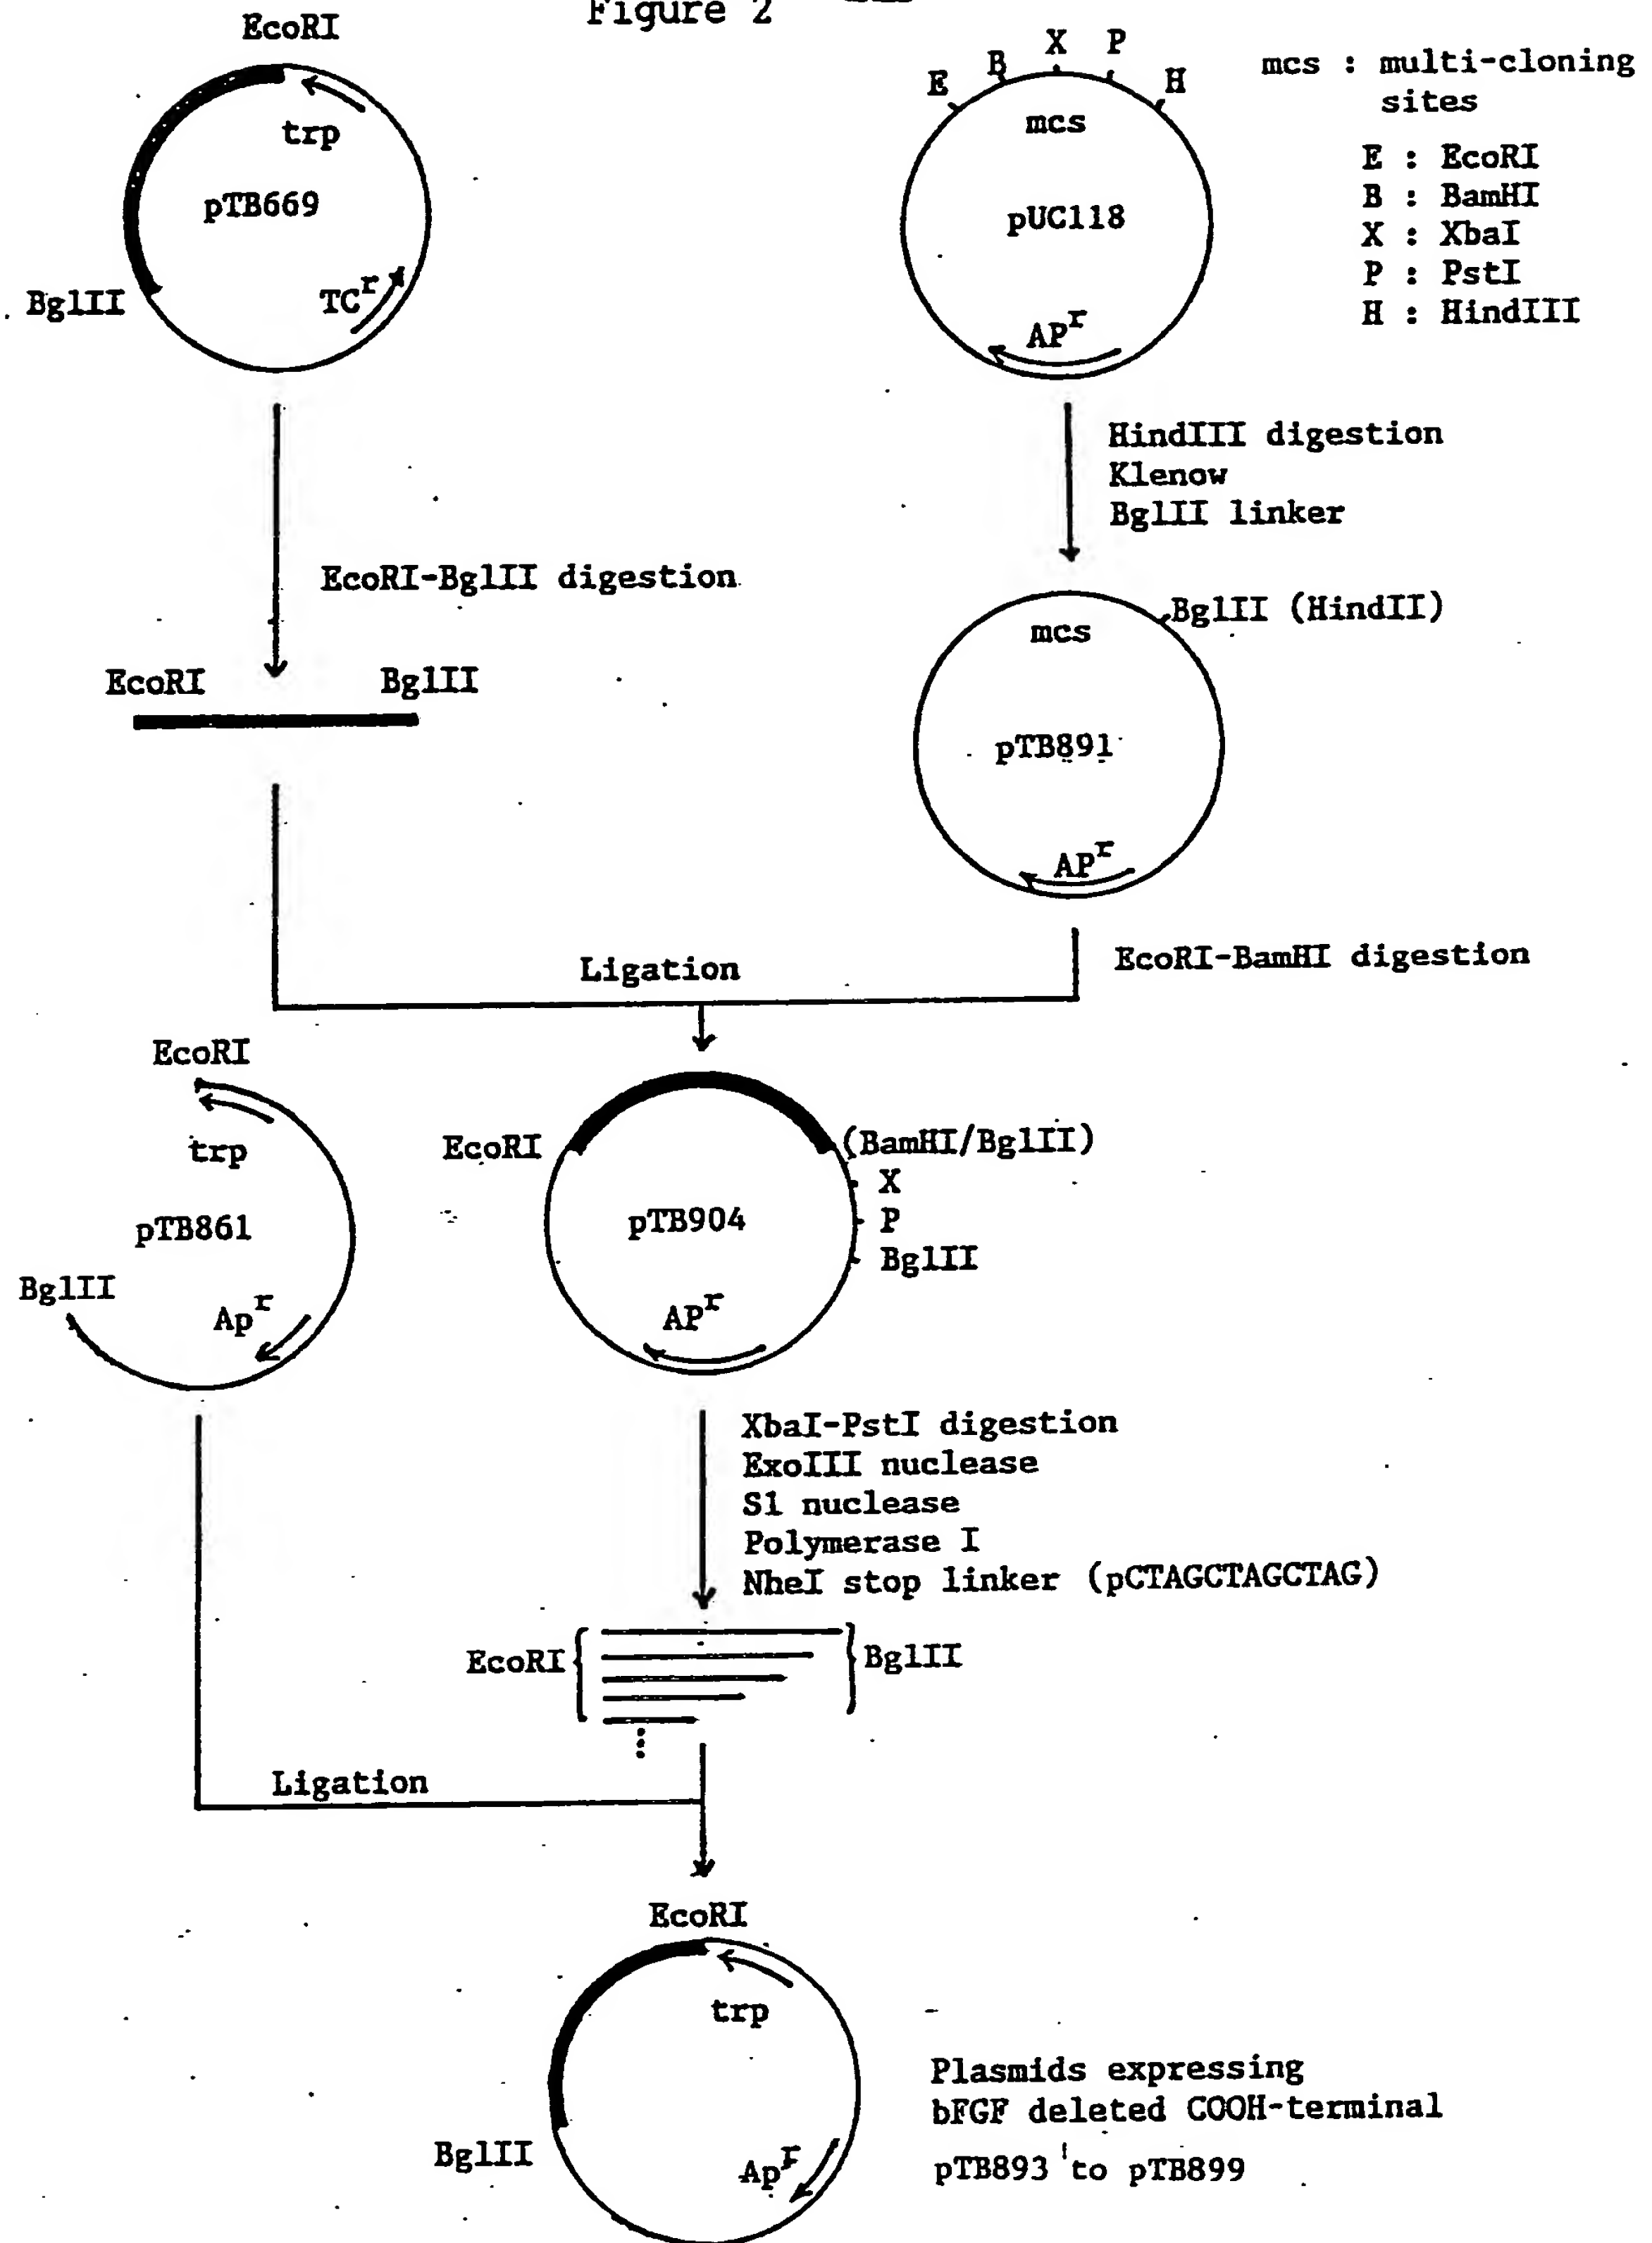 Figure 2
EcoRI
trp
pTB669
BglII
TCr
E
B
X
P
H
mcs
pUC118
APr
mcs : multi-cloning
sites
E : EcoRI
B : BamHI
X : XbaI
P : PstI
H : HindIII
HindIII digestion
Klenow
BglII linker
EcoRI-BglII digestion
EcoRI
BglII
BglII (HindII)
mcs
pTB891
APr
Ligation
EcoRI-BamHI digestion
EcoRI
trp
pTB861
BglII
Apr
EcoRI
(BamHI/BglII)
X
P
BglII
pTB904
APr
XbaI-PstI digestion
ExoIII nuclease
S1 nuclease
Polymerase I
NheI stop linker (pCTAGCTAGCTAG)
EcoRI
BglII
Ligation
EcoRI
trp
BglII
Apr
Plasmids expressing
bFGF deleted COOH-terminal
pTB893 to pTB899